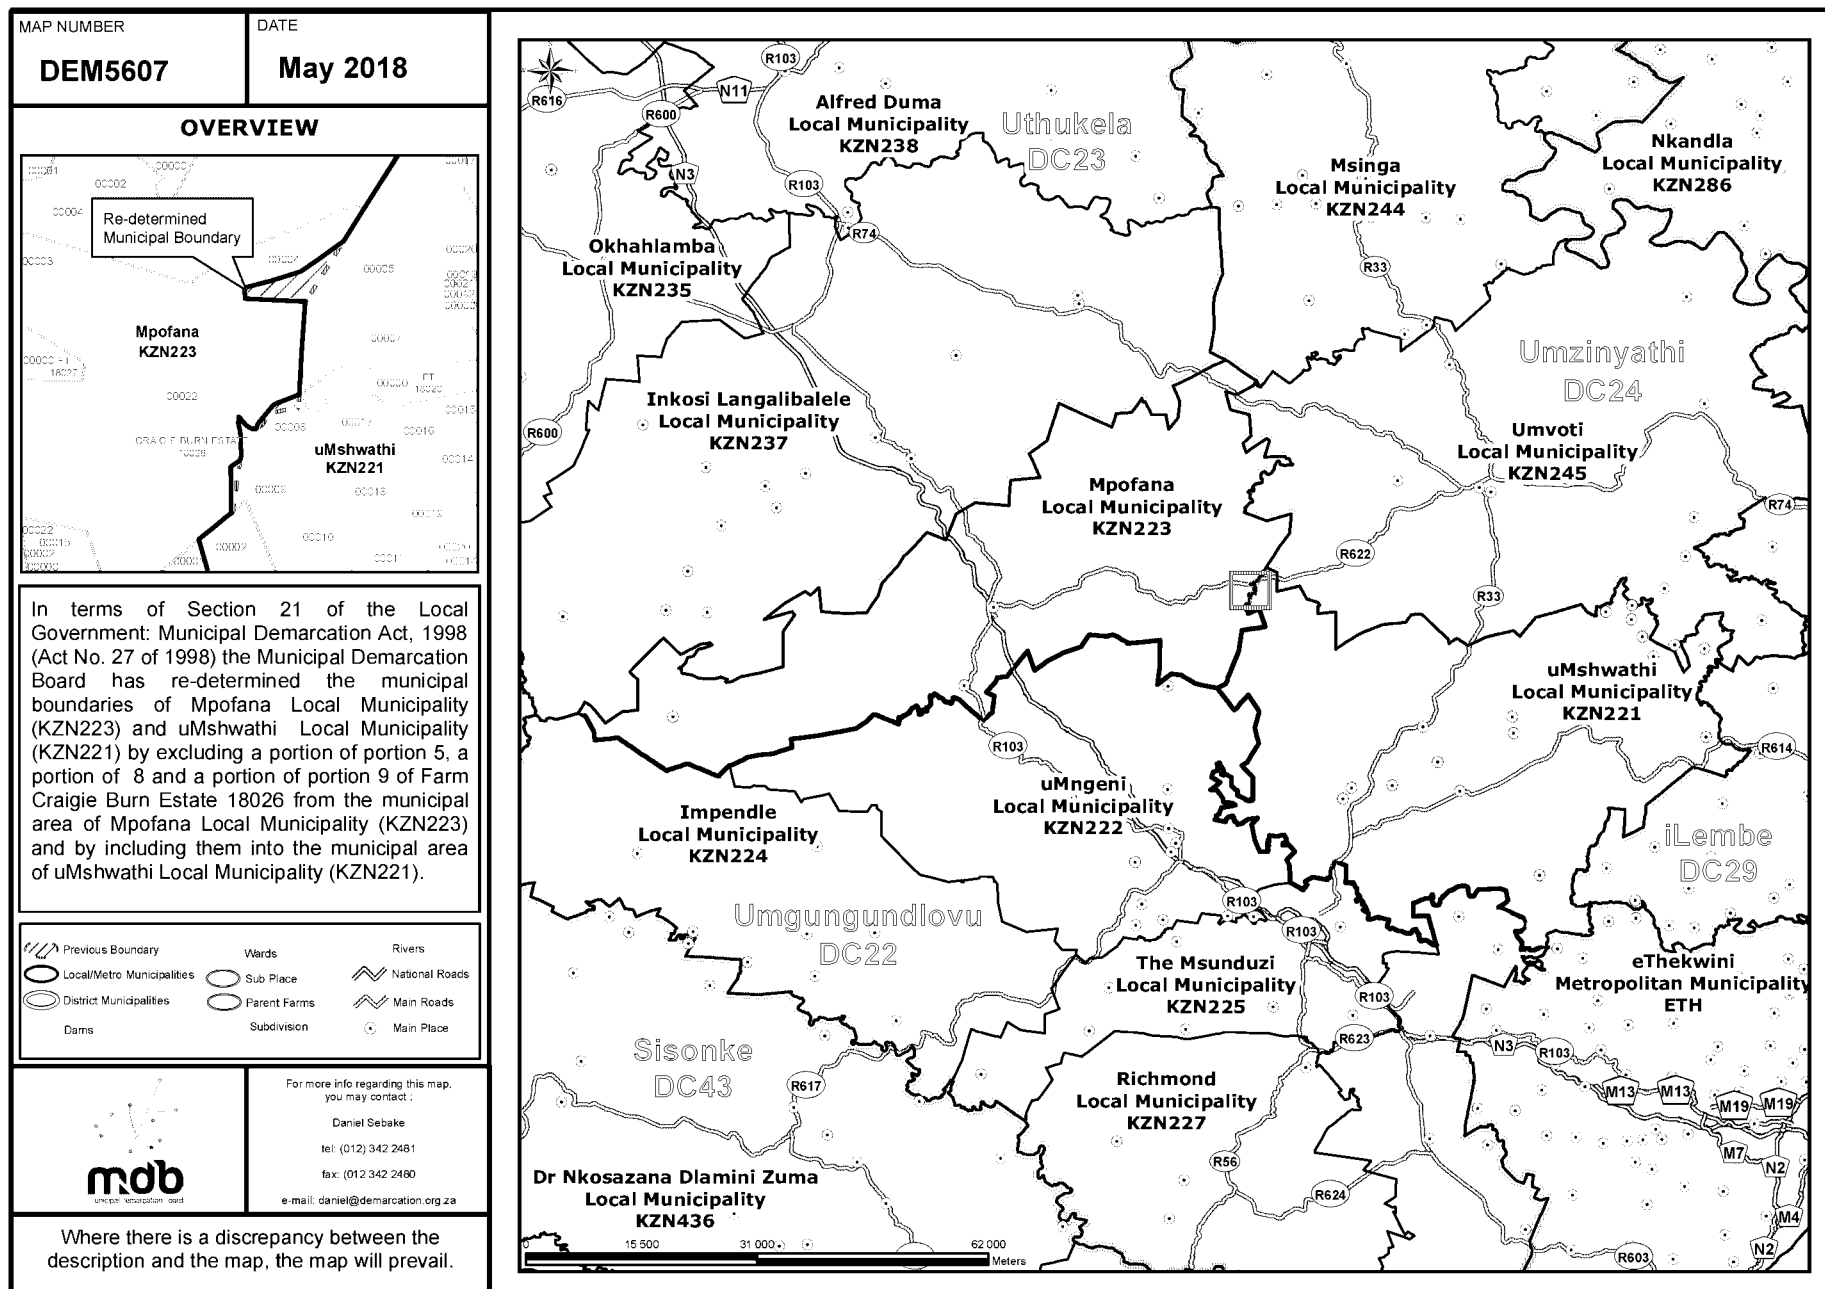 MAP NUMBER
DEM5607
DATE
May 2018
OVERVIEW
Re-determined
Municipal Boundary
Mpofana
KZN223
uMshwathi
KZN221
In terms of Section 21 of the Local
Government: Municipal Demarcation Act, 1998
(Act No. 27 of 1998) the Municipal Demarcation
Board has re-determined the municipal
boundaries of Mpofana Local Municipality
(KZN223) and uMshwathi Local Municipality
(KZN221) by excluding a portion of portion 5, a
portion of 8 and a portion of portion 9 of Farm
Craigie Burn Estate 18026 from the municipal
area of Mpofana Local Municipality (KZN223)
and by including them into the municipal area
of uMshwathi Local Municipality (KZN221).
Previous Boundary
Local/Metro Municipalities
District Municipalities
Dams
Wards
Sub Place
Parent Farms
Subdivision
Rivers
National Roads
Main Roads
Main Place
mdb
For more info regarding this map,
you may contact :
Daniel Sebake
tel: (012) 342 2481
fax: (012 342 2480
e-mail: daniel@demarcation.org.za
Where there is a discrepancy between the
description and the map, the map will prevail.
R103
N11
R616
R600
Alfred Duma
Local Municipality
KZN238
Uthukela
DC23
Nkandla
Local Municipality
KZN286
Msinga
Local Municipality
KZN244
N3
R103
R74
Okhahlamba
Local Municipality
KZN235
R33
Umzinyathi
DC24
Inkosi Langalibalele
Local Municipality
KZN237
R600
Umvoti
Local Municipality
KZN245
Mpofana
Local Municipality
KZN223
R74
R622
R33
uMshwathi
Local Municipality
KZN221
R103
R614
uMngeni
Local Municipality
KZN222
Impendle
Local Municipality
KZN224
iLembe
DC29
Umgungundlovu
DC22
R103
R103
The Msunduzi
Local Municipality
KZN225
R103
eThekwini
Metropolitan Municipality
ETH
Sisonke
DC43
R623
N3
R103
R617
Richmond
Local Municipality
KZN227
M13
M13
M19
M19
R56
M7
N2
Dr Nkosazana Dlamini Zuma
Local Municipality
KZN436
R624
M4
N2
R603
0
15 500
31 000
62 000
Meters